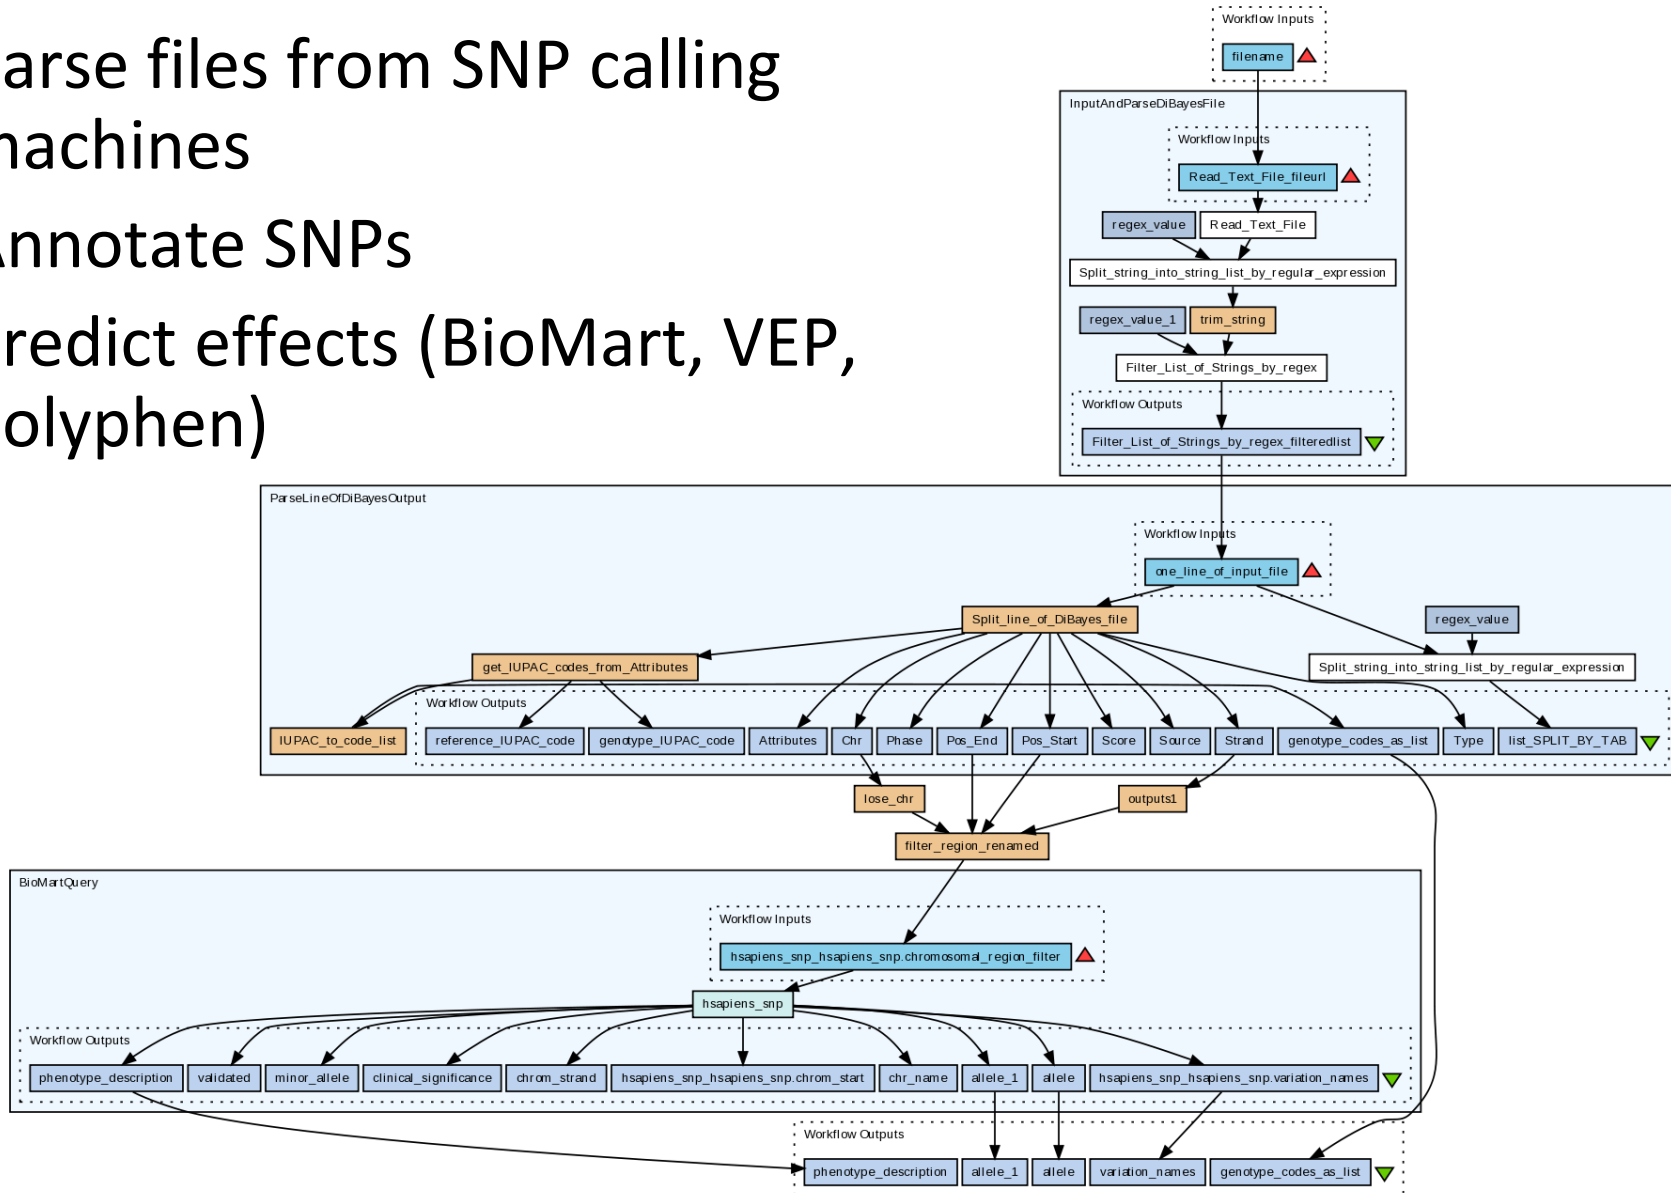 arse files from SNP calling
machines
Annotate SNPs
redict effects (BioMart, VEP,
olyphen)
Workflow Inputs
filename
InputAndParseDiBayesFile
Workflow Inputs
Read_Text_File_fileurl
regex_value
Read_Text_File
Split_string_into_string_list_by_regular_expression
regex_value_1
trim_string
Filter_List_of_Strings_by_regex
Workflow Outputs
Filter_List_of_Strings_by_regex_filteredlist
ParseLineOfDiBayesOutput
Workflow Inputs
one_line_of_input_file
Split_line_of_DiBayes_file
regex_value
get_IUPAC_codes_from_Attributes
Split_string_into_string_list_by_regular_expression
Workflow Outputs
IUPAC_to_code_list
reference_IUPAC_code
genotype_IUPAC_code
Attributes
Chr
Phase
Pos_End
Pos_Start
Score
Source
Strand
genotype_codes_as_list
Type
list_SPLIT_BY_TAB
lose_chr
outputs1
filter_region_renamed
BioMartQuery
Workflow Inputs
hsapiens_snp_hsapiens_snp.chromosomal_region_filter
hsapiens_snp
Workflow Outputs
phenotype_description
validated
minor_allele
clinical_significance
chrom_strand
hsapiens_snp_hsapiens_snp.chrom_start
chr_name
allele_1
allele
hsapiens_snp_hsapiens_snp.variation_names
Workflow Outputs
phenotype_description
allele_1
allele
variation_names
genotype_codes_as_list